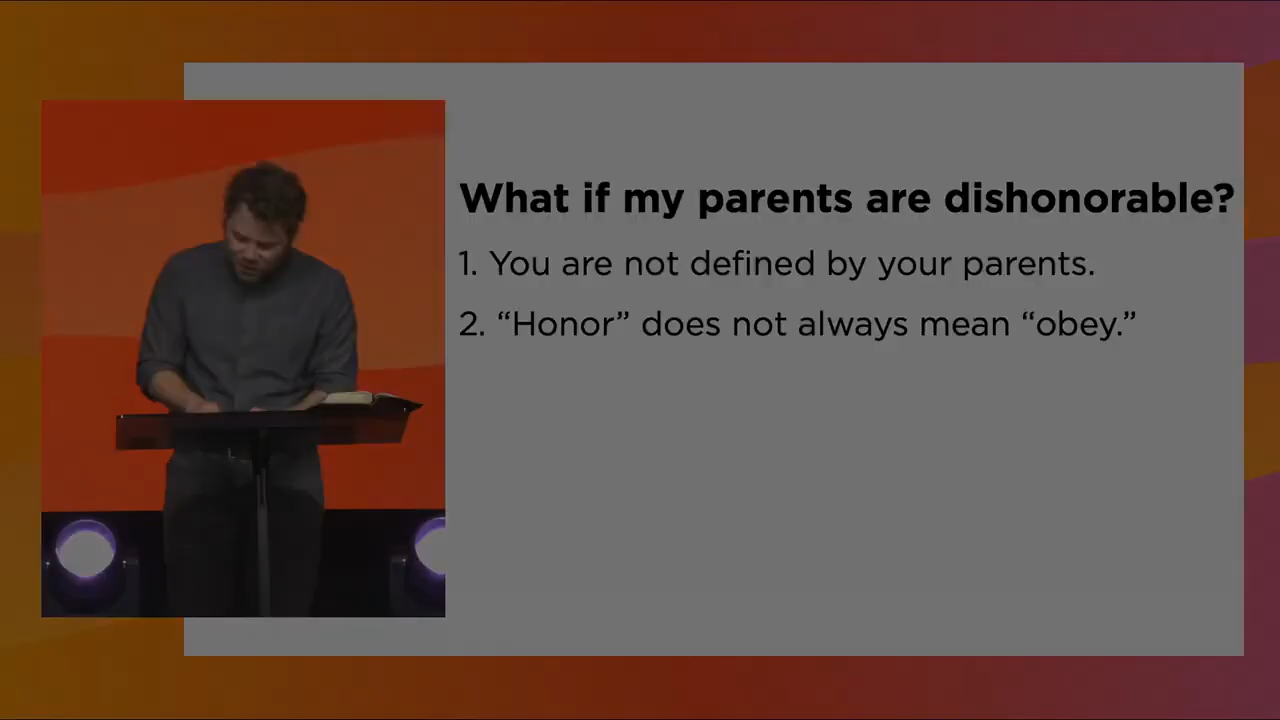 What if my parents are dishonorable?
1. You are not defined by your parents.
2. “Honor” does not always mean “obey.”